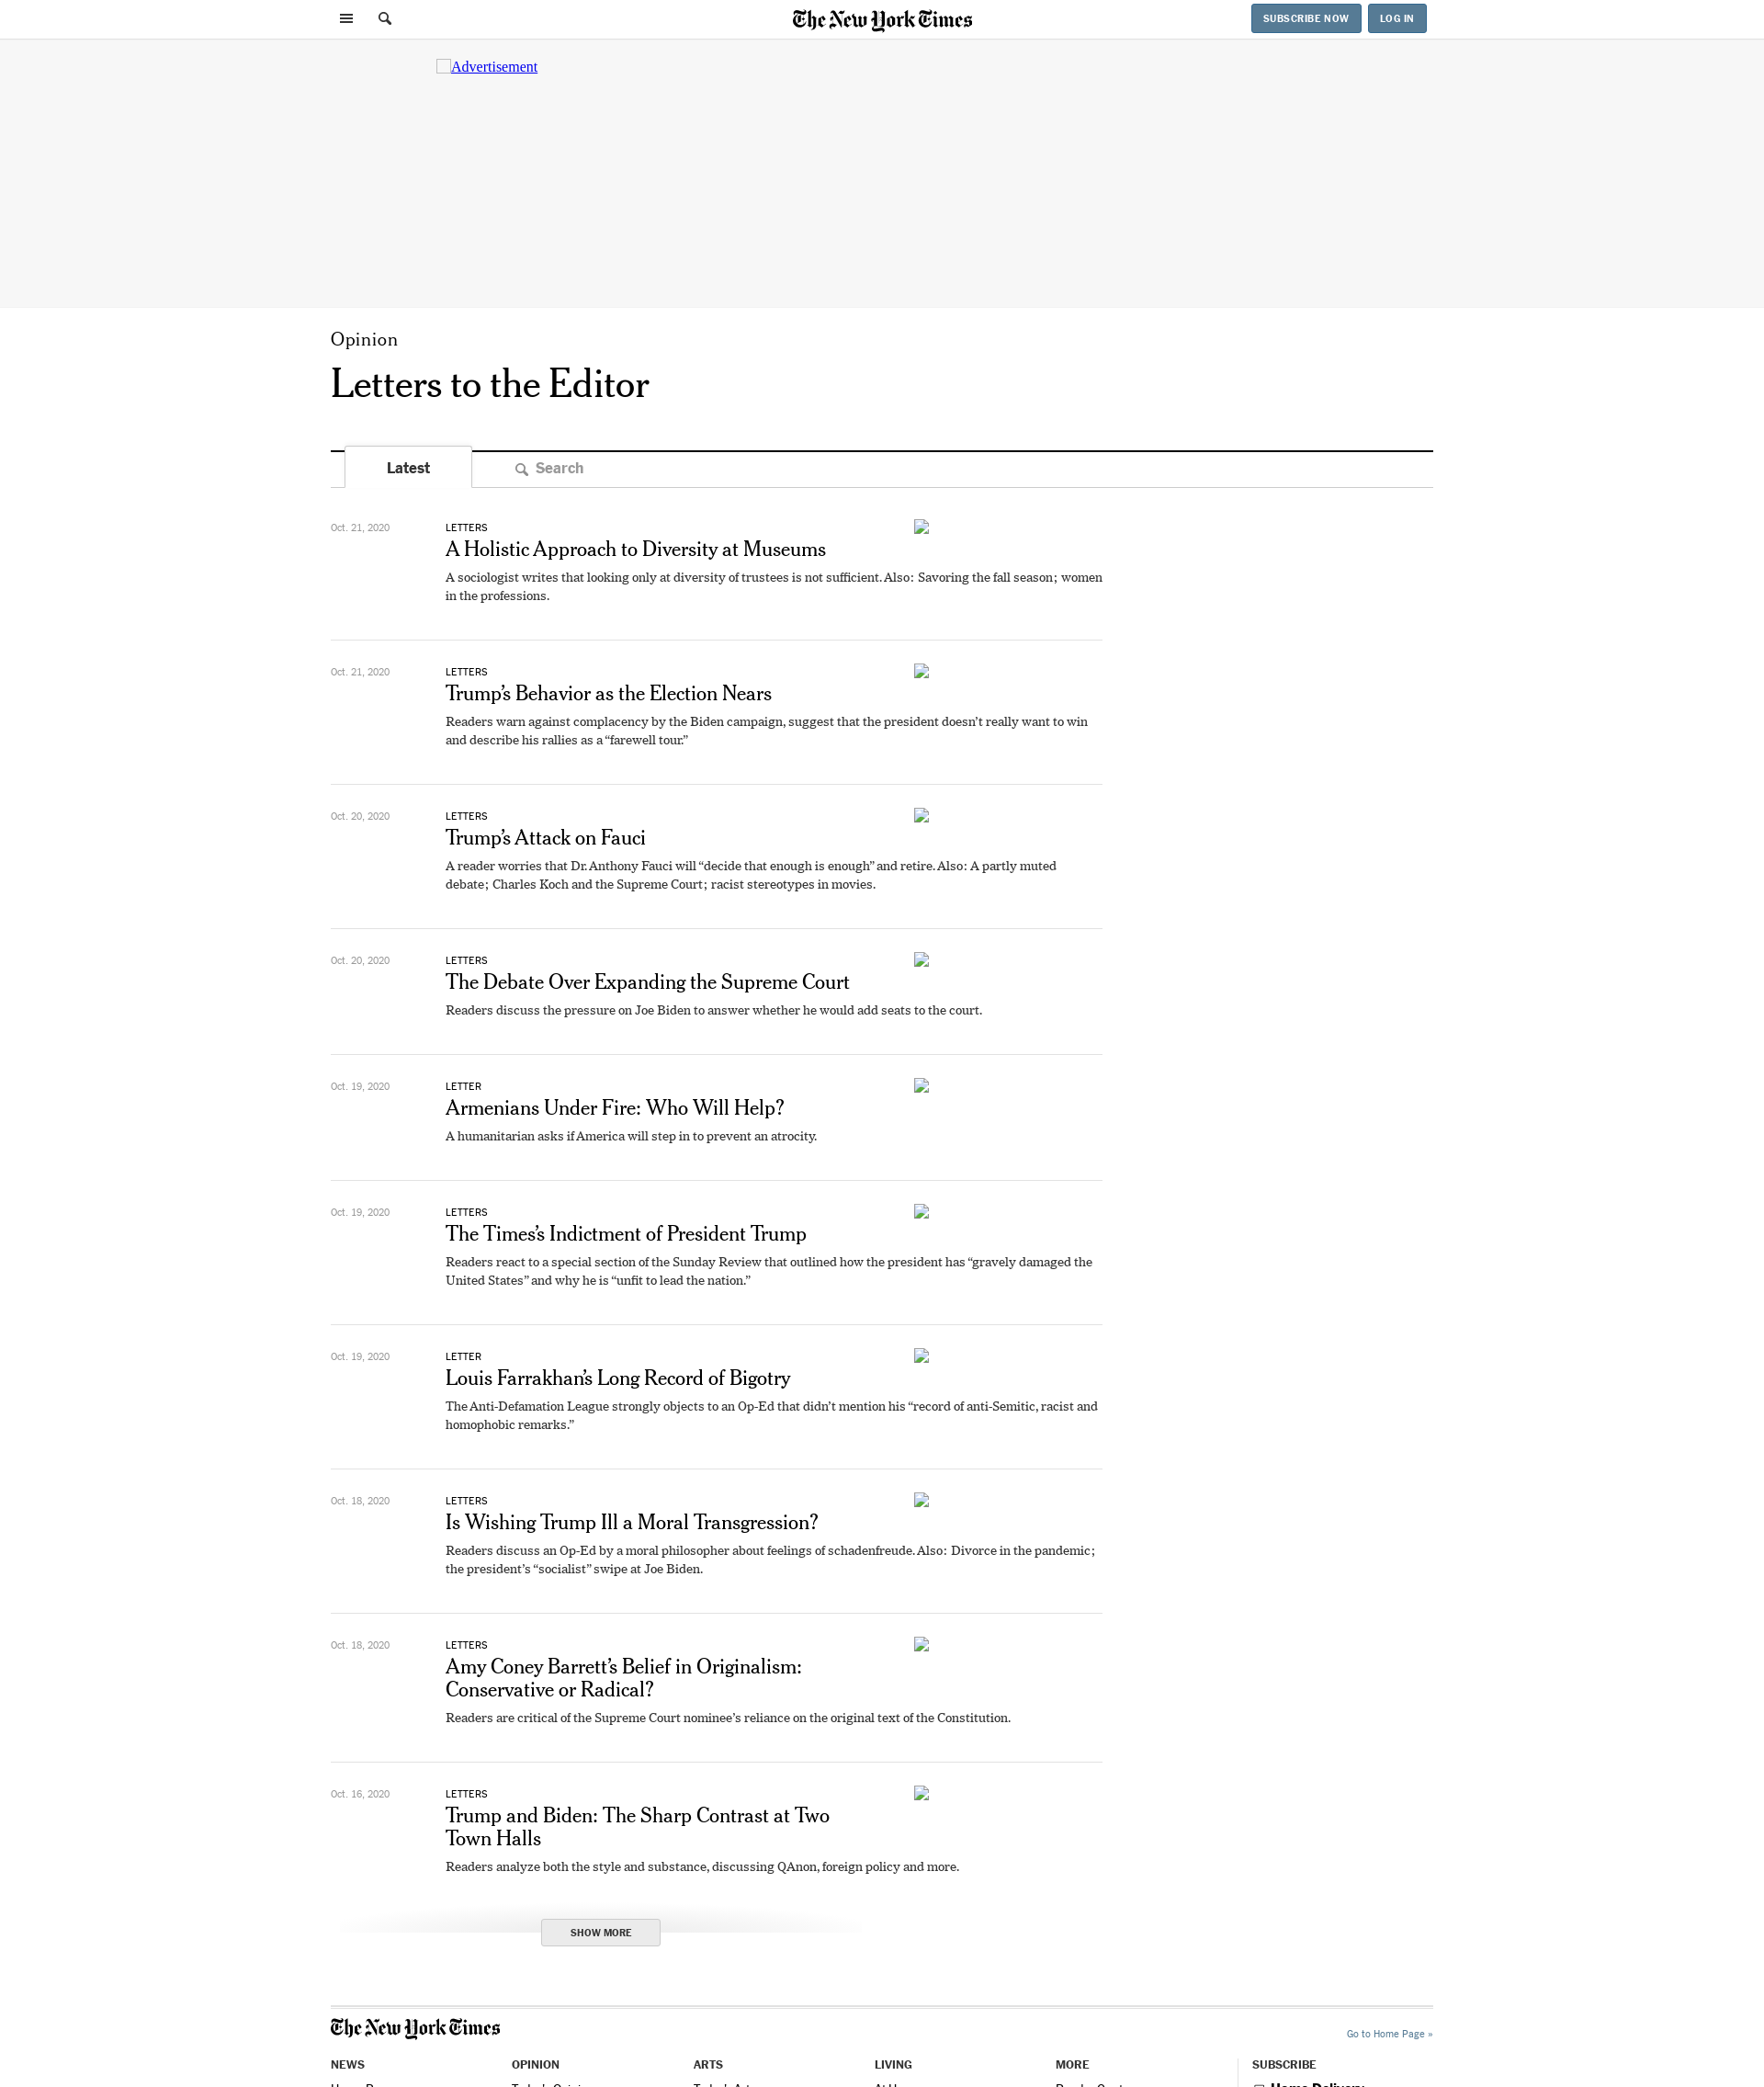 The New York Times
SUBSCRIBE NOW
LOG IN
Advertisement
Opinion
Letters to the Editor
Latest
Search
Oct. 21, 2020
LETTERS
A Holistic Approach to Diversity at Museums
A sociologist writes that looking only at diversity of trustees is not sufficient. Also: Savoring the fall season; women
in the professions.
Oct. 21, 2020
LETTERS
Trump’s Behavior as the Election Nears
Readers warn against complacency by the Biden campaign, suggest that the president doesn’t really want to win
and describe his rallies as a “farewell tour.”
Oct. 20, 2020
LETTERS
Trump’s Attack on Fauci
A reader worries that Dr. Anthony Fauci will “decide that enough is enough” and retire. Also: A partly muted
debate; Charles Koch and the Supreme Court; racist stereotypes in movies.
Oct. 20, 2020
LETTERS
The Debate Over Expanding the Supreme Court
Readers discuss the pressure on Joe Biden to answer whether he would add seats to the court.
Oct. 19, 2020
LETTER
Armenians Under Fire: Who Will Help?
A humanitarian asks if America will step in to prevent an atrocity.
Oct. 19, 2020
LETTERS
The Times’s Indictment of President Trump
Readers react to a special section of the Sunday Review that outlined how the president has “gravely damaged the
United States” and why he is “unfit to lead the nation.”
Oct. 19, 2020
LETTER
Louis Farrakhan’s Long Record of Bigotry
The Anti-Defamation League strongly objects to an Op-Ed that didn’t mention his “record of anti-Semitic, racist and
homophobic remarks.”
Oct. 18, 2020
LETTERS
Is Wishing Trump Ill a Moral Transgression?
Readers discuss an Op-Ed by a moral philosopher about feelings of schadenfreude. Also: Divorce in the pandemic;
the president’s “socialist” swipe at Joe Biden.
Oct. 18, 2020
LETTERS
Amy Coney Barrett’s Belief in Originalism:
Conservative or Radical?
Readers are critical of the Supreme Court nominee’s reliance on the original text of the Constitution.
Oct. 16, 2020
LETTERS
Trump and Biden: The Sharp Contrast at Two
Town Halls
Readers analyze both the style and substance, discussing QAnon, foreign policy and more.
SHOW MORE
The New York Times
Go to Home Page »
NEWS
OPINION
ARTS
LIVING
MORE
SUBSCRIBE
Home Delivery